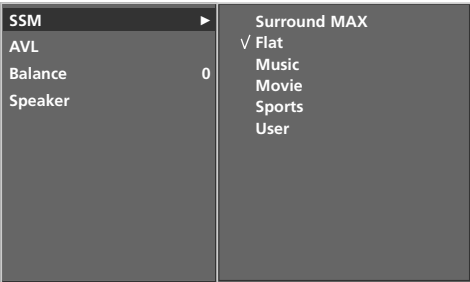 SSM ►
AVL
Balance 0
Speaker
Surround MAX
√ Flat
Music
Movie
Sports
User